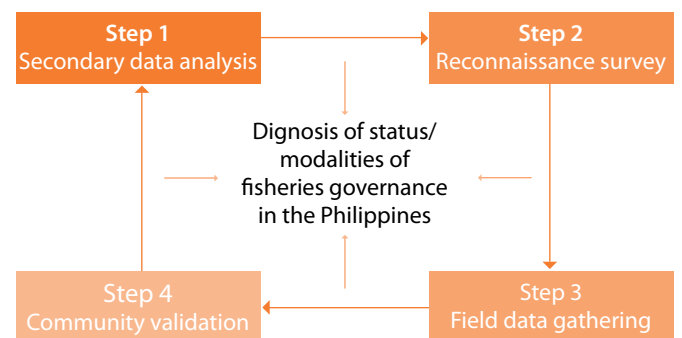 Step 1
Secondary data analysis
Step 2
Reconnaissance survey
Dignosis of status/
modalities of
fisheries governance
in the Philippines
Step 4
Community validation
Step 3
Field data gathering